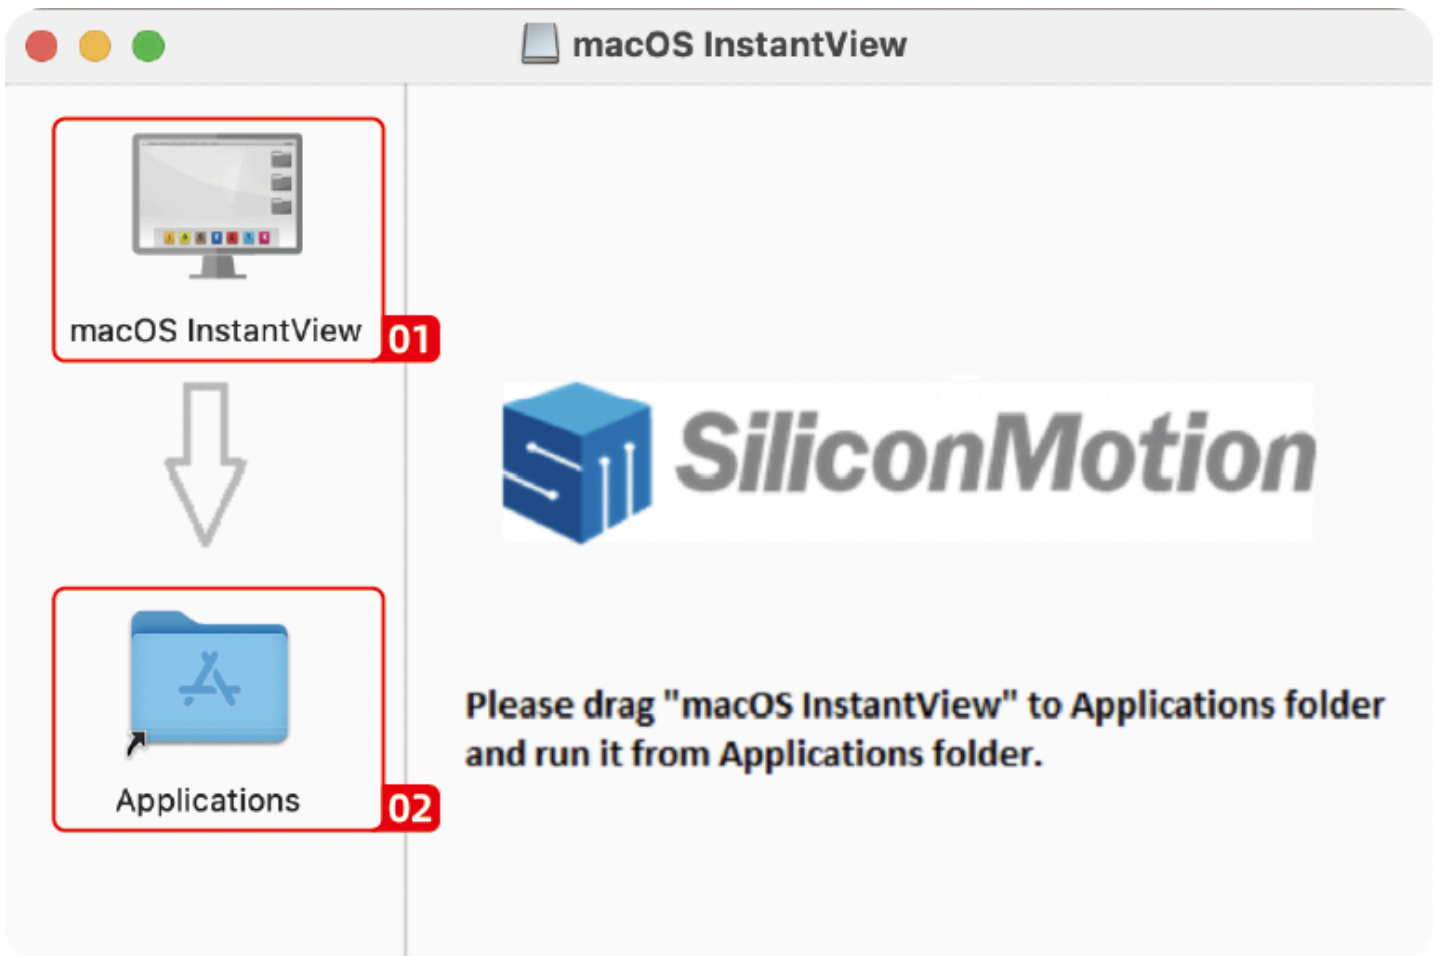 macOS InstantView
macOS InstantView
01
SiliconMotion
Please drag "macOS InstantView" to Applications folder
and run it from Applications folder.
Applications
02